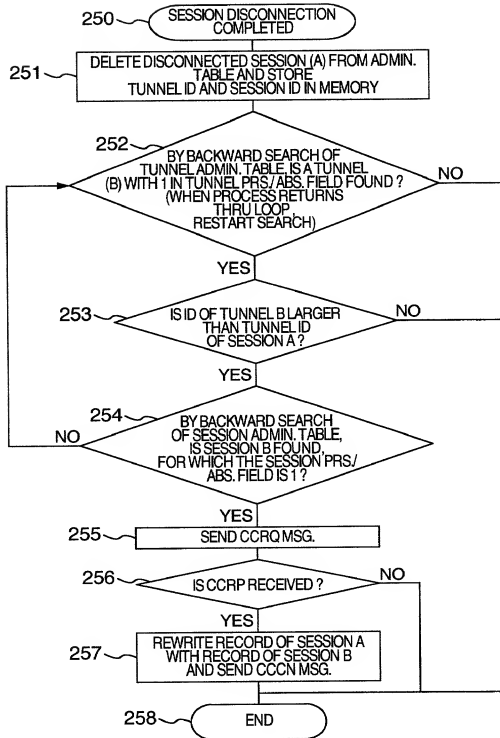 250
SESSION DISCONNECTION
COMPLETED
251
DELETE DISCONNECTED SESSION (A) FROM ADMIN.
TABLE AND STORE
TUNNEL ID AND SESSION ID IN MEMORY
252
BY BACKWARD SEARCH OF
TUNNEL ADMIN. TABLE, IS A TUNNEL
(B) WITH 1 IN TUNNEL PRS./ ABS. FIELD FOUND ?
(WHEN PROCESS RETURNS
THRU LOOP,
RESTART SEARCH)
NO
YES
253
IS ID OF TUNNEL B LARGER
THAN TUNNEL ID
OF SESSION A ?
NO
YES
254
BY BACKWARD SEARCH
OF SESSION ADMIN. TABLE,
IS SESSION B FOUND,
FOR WHICH THE SESSION PRS./
ABS. FIELD IS 1 ?
NO
YES
255
SEND CCRQ MSG.
256
IS CCRP RECEIVED ?
NO
YES
257
REWRITE RECORD OF SESSION A
WITH RECORD OF SESSION B
AND SEND CCCN MSG.
258
END